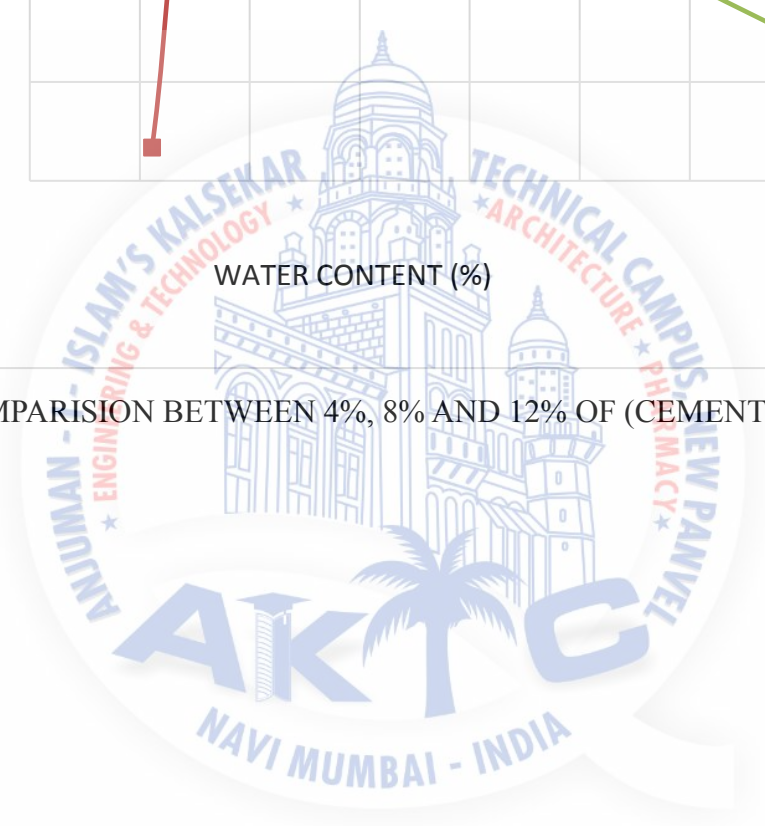 WATER CONTENT (%)
MPARISION BETWEEN 4%, 8% AND 12% OF (CEMENT
ANJUMAN - I - ISLAM'S KALSEKAR TECHNICAL CAMPUS, NEW PANVEL
★ ENGINEERING & TECHNOLOGY ★ ★ ARCHITECTURE ★ PHARMACY ★
AKTC
NAVI MUMBAI - INDIA